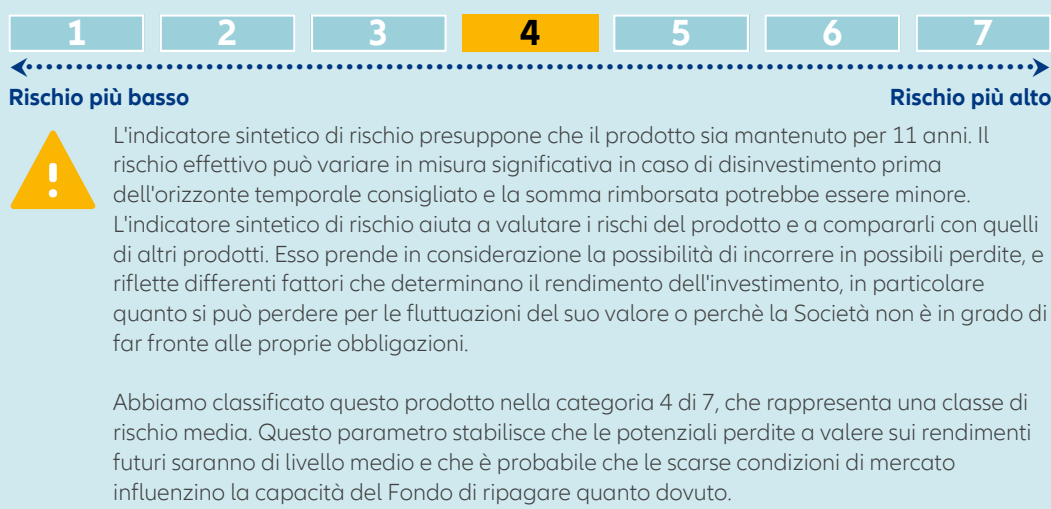 1 2 3 4 5 6 7
Rischio più basso Rischio più alto
L'indicatore sintetico di rischio presuppone che il prodotto sia mantenuto per 11 anni. Il
rischio effettivo può variare in misura significativa in caso di disinvestimento prima
dell'orizzonte temporale consigliato e la somma rimborsata potrebbe essere minore.
L'indicatore sintetico di rischio aiuta a valutare i rischi del prodotto e a compararli con quelli
di altri prodotti. Esso prende in considerazione la possibilità di incorrere in possibili perdite, e
riflette differenti fattori che determinano il rendimento dell'investimento, in particolare
quanto si può perdere per le fluttuazioni del suo valore o perchè la Società non è in grado di
far fronte alle proprie obbligazioni.
Abbiamo classificato questo prodotto nella categoria 4 di 7, che rappresenta una classe di
rischio media. Questo parametro stabilisce che le potenziali perdite a valere sui rendimenti
futuri saranno di livello medio e che è probabile che le scarse condizioni di mercato
influenzino la capacità del Fondo di ripagare quanto dovuto.